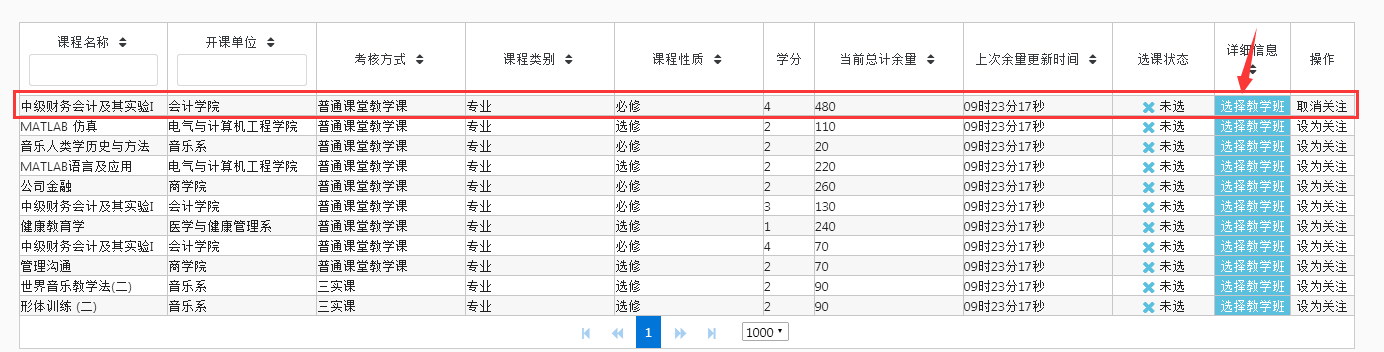 课程名称 开课单位 考核方式 课程类别 课程性质 学分 当前总计余量 上次余量更新时间 选课状态 详细信息 操作
中级财务会计及其实验I 会计学院 普通课堂教学课 专业 必修 4 480 09时23分17秒 未选 选择教学班 取消关注
MATLAB 仿真 电气与计算机工程学院 普通课堂教学课 专业 选修 2 110 09时23分17秒 未选 选择教学班 设为关注
音乐人类学历史与方法 音乐系 普通课堂教学课 专业 必修 2 20 09时23分17秒 未选 选择教学班 设为关注
MATLAB语言及应用 电气与计算机工程学院 普通课堂教学课 专业 选修 2 220 09时23分17秒 未选 选择教学班 设为关注
公司金融 商学院 普通课堂教学课 专业 必修 2 260 09时23分17秒 未选 选择教学班 设为关注
中级财务会计及其实验I 会计学院 普通课堂教学课 专业 必修 3 130 09时23分17秒 未选 选择教学班 设为关注
健康教育学 医学与健康管理系 普通课堂教学课 专业 选修 1 240 09时23分17秒 未选 选择教学班 设为关注
中级财务会计及其实验I 会计学院 普通课堂教学课 专业 必修 4 70 09时23分17秒 未选 选择教学班 设为关注
管理沟通 商学院 普通课堂教学课 专业 选修 2 70 09时23分17秒 未选 选择教学班 设为关注
世界音乐教学法(二) 音乐系 三实课 专业 选修 2 90 09时23分17秒 未选 选择教学班 设为关注
形体训练 (二) 音乐系 三实课 专业 选修 2 90 09时23分17秒 未选 选择教学班 设为关注
1 1000